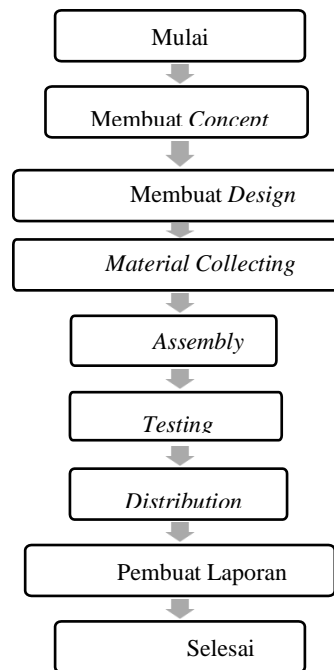 Mulai
Membuat Concept
Membuat Design
Material Collecting
Assembly
Testing
Distribution
Pembuat Laporan
Selesai